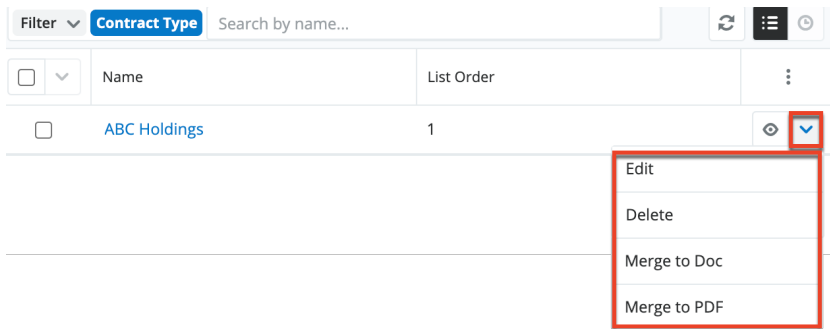 Filter Contract Type Search by name...
Name List Order
ABC Holdings 1
Edit
Delete
Merge to Doc
Merge to PDF